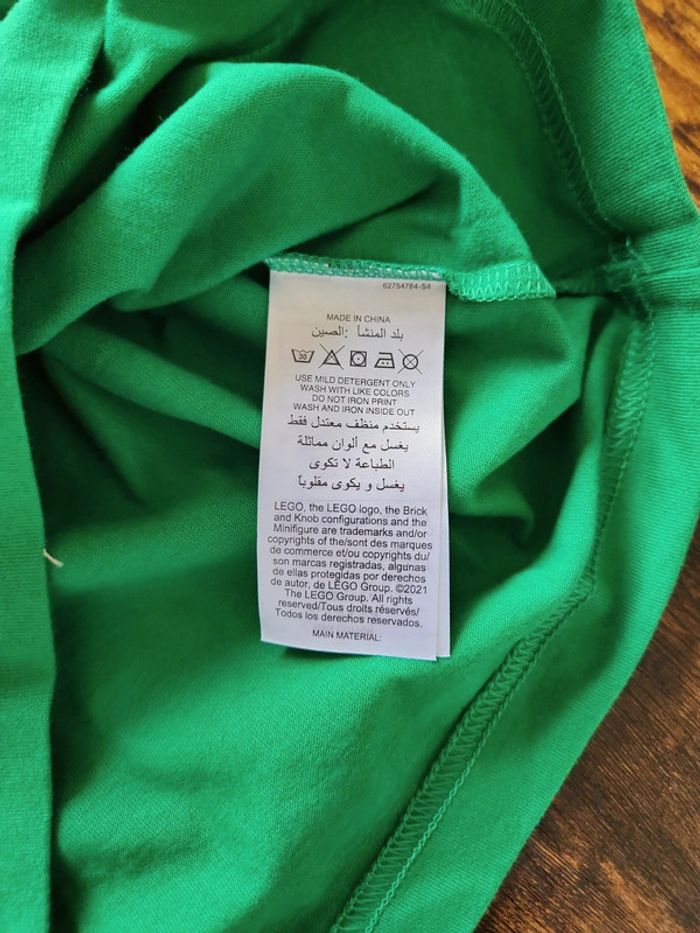 62754784-S4
MADE IN CHINA
بلد المنشأ: الصين
30
USE MILD DETERGENT ONLY
WASH WITH LIKE COLORS
DO NOT IRON PRINT
WASH AND IRON INSIDE OUT
يستخدم منظف معتدل فقط
يغسل مع ألوان مماثلة
الطباعة لا تكوى
يغسل و يكوى مقلوباً
LEGO, the LEGO logo, the Brick
and Knob configurations and the
Minifigure are trademarks and/or
copyrights of the/sont des marques
de commerce et/ou copyrights du/
son marcas registradas, algunas
de ellas protegidas por derechos
de autor, de LEGO Group. ©2021
The LEGO Group. All rights
reserved/Tous droits réservés/
Todos los derechos reservados.
MAIN MATERIAL: